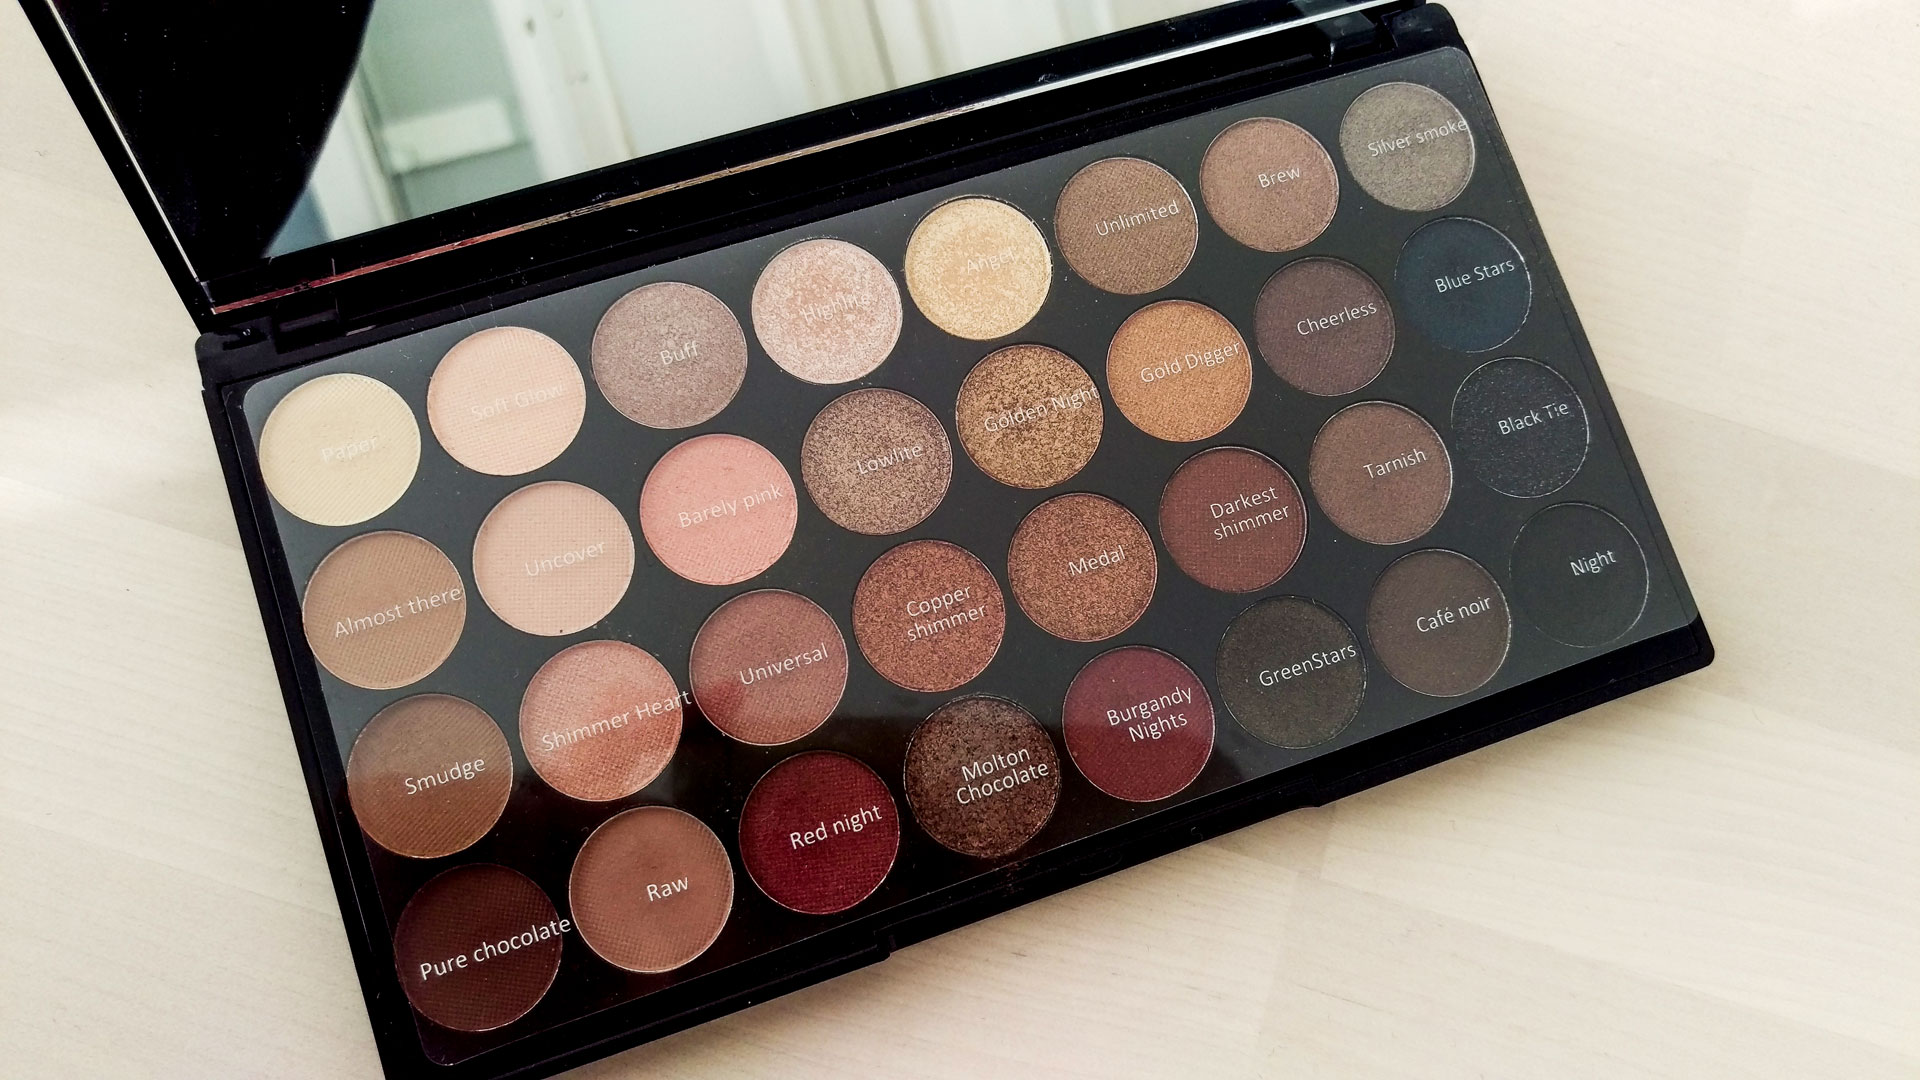 Paper
Soft Glow
Buff
Highlite
Angel
Unlimited
Brew
Silver smoke
Almost there
Uncover
Barely pink
Lowlite
Golden Night
Gold Digger
Cheerless
Blue Stars
Smudge
Shimmer Heart
Universal
Copper
shimmer
Medal
Darkest
shimmer
Tarnish
Black Tie
Pure chocolate
Raw
Red night
Molton
Chocolate
Burgandy
Nights
GreenStars
Café noir
Night